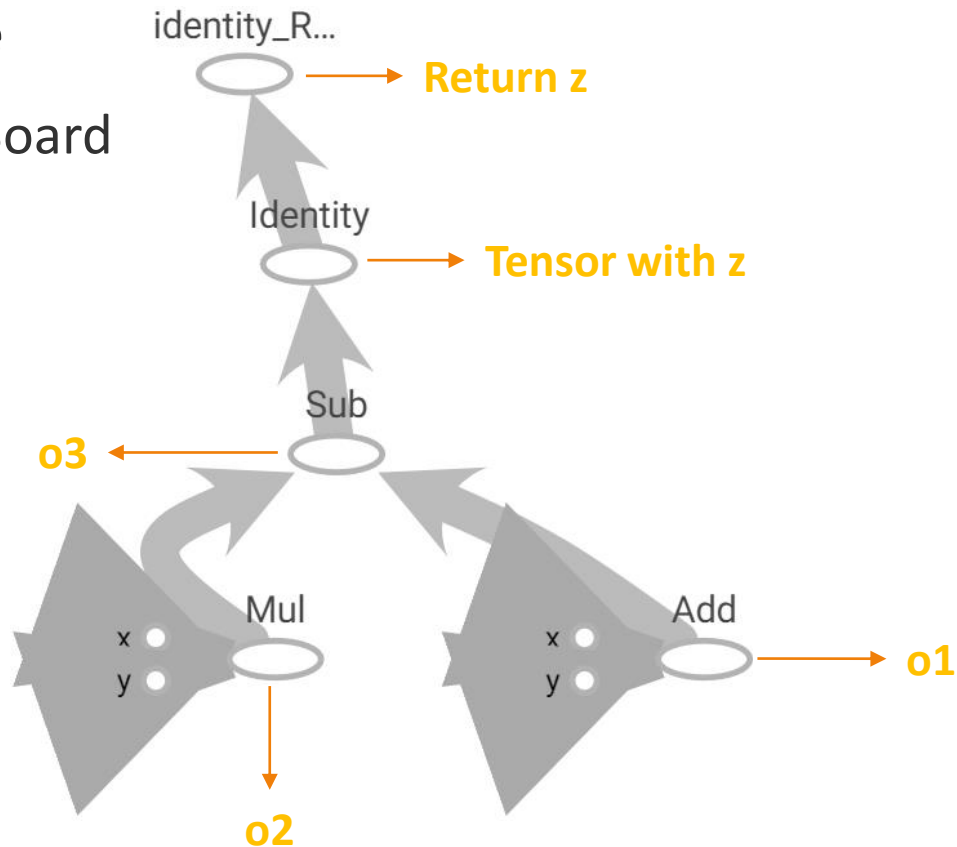 identity_R...
Return z
oard
Identity
Tensor with z
Sub
o3
Mul
Add
x
x
o1
y
y
o2